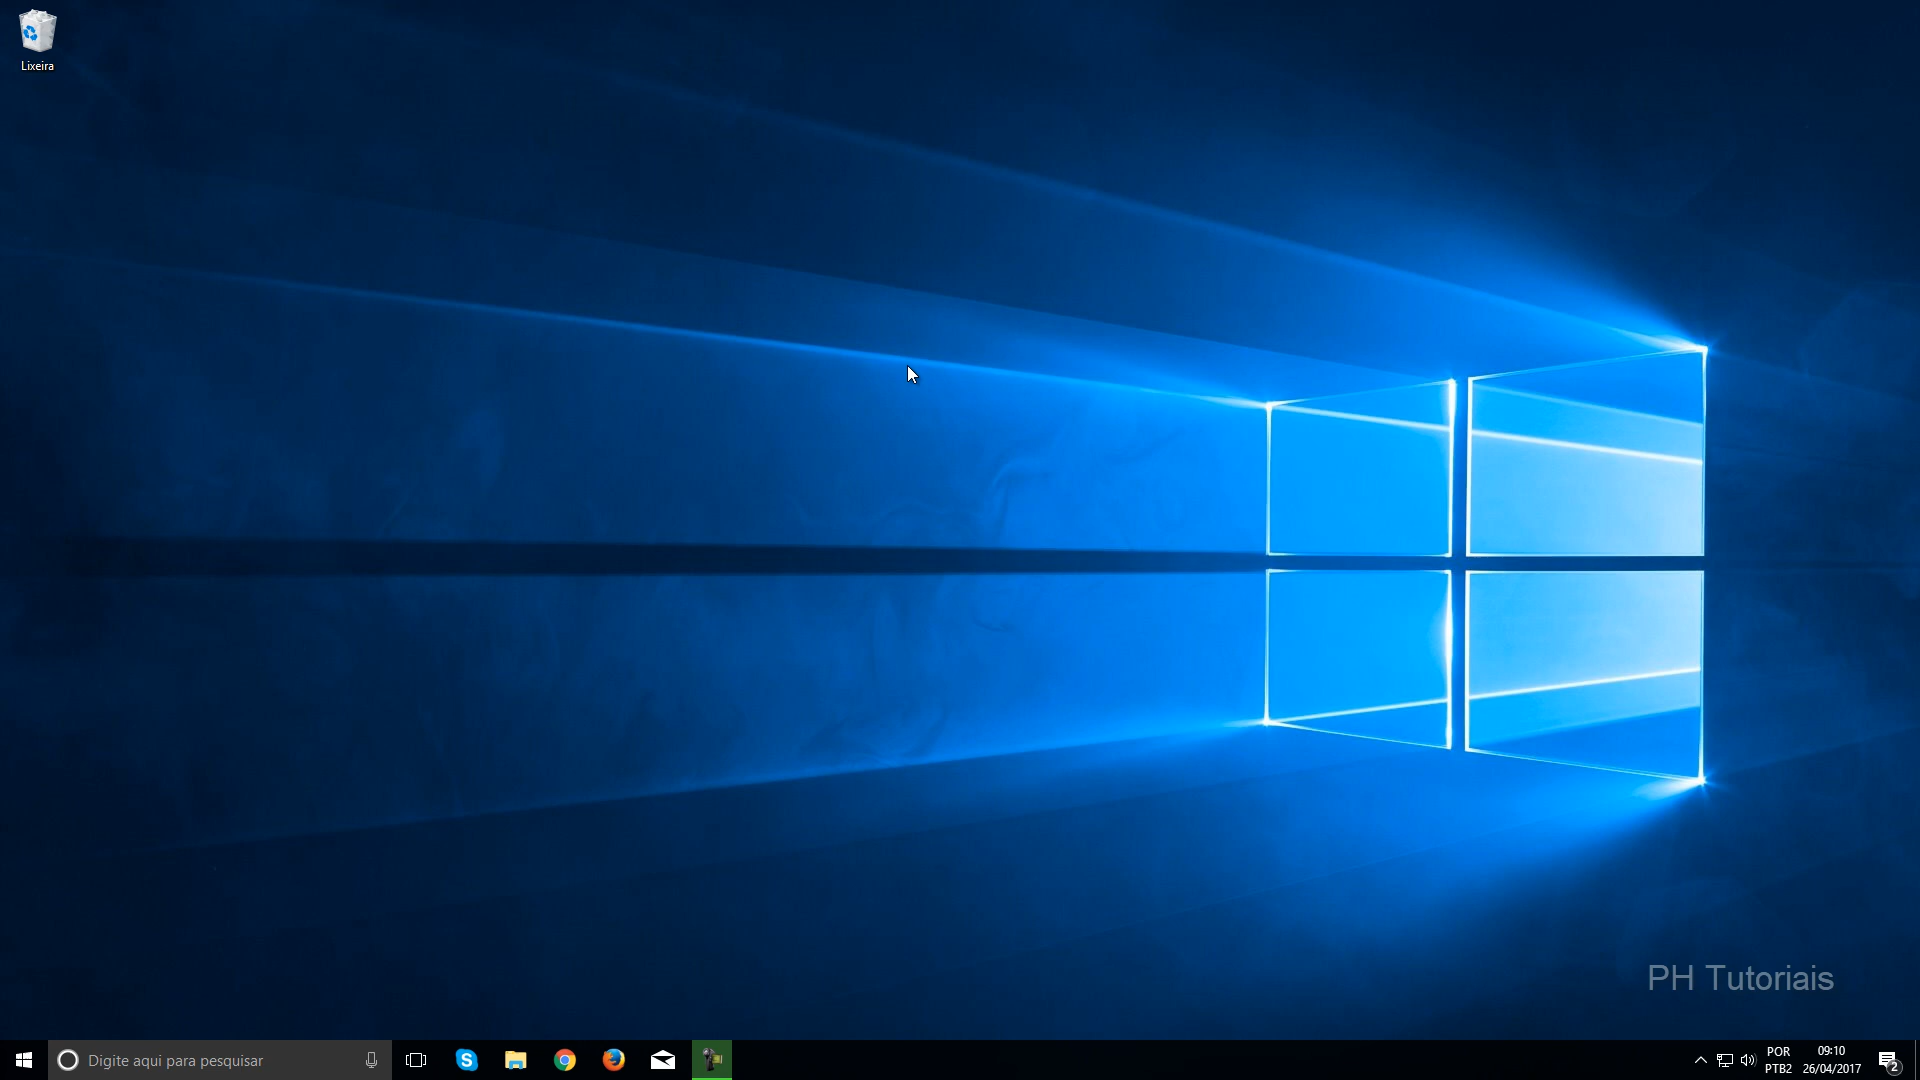 Lixeira
PH Tutoriais
Digite aqui para pesquisar
POR
PTB2
09:10
26/04/2017
2